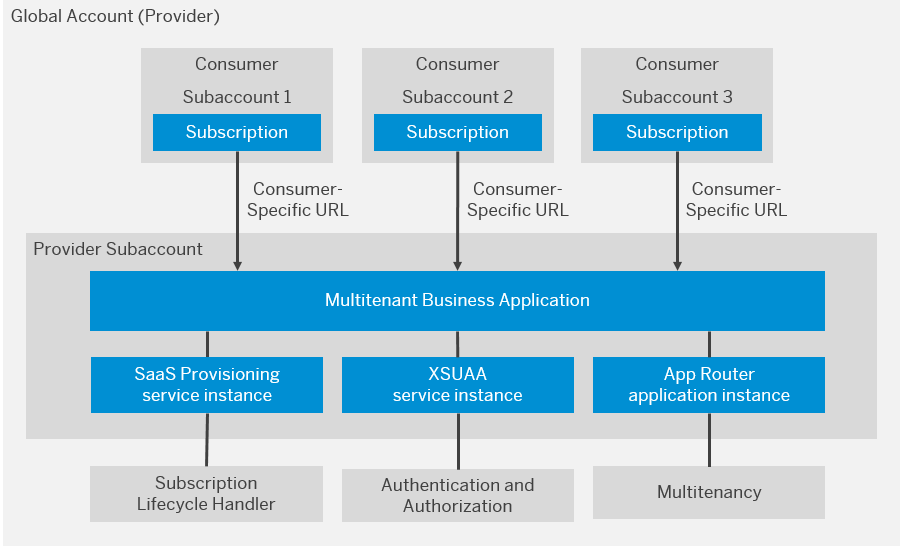 Global Account (Provider)
Consumer
Subaccount 1
Subscription
Consumer
Subaccount 2
Subscription
Consumer
Subaccount 3
Subscription
Consumer-
Specific URL
Consumer-
Specific URL
Consumer-
Specific URL
Provider Subaccount
Multitenant Business Application
SaaS Provisioning
service instance
XSUAA
service instance
App Router
application instance
Subscription
Lifecycle Handler
Authentication and
Authorization
Multitenancy